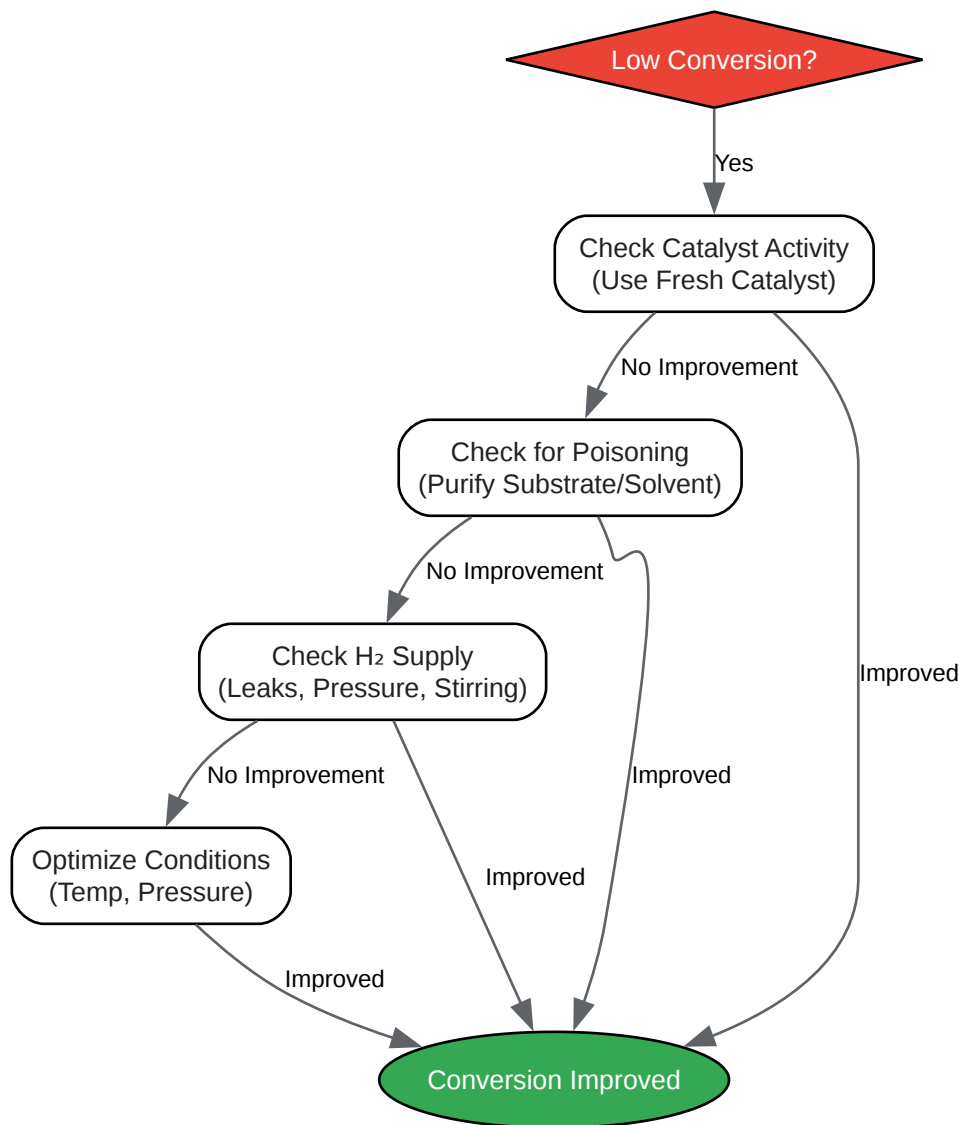 Low Conversion?
Yes
Check Catalyst Activity
(Use Fresh Catalyst)
No Improvement
Check for Poisoning
(Purify Substrate/Solvent)
No Improvement
Check H₂ Supply
(Leaks, Pressure, Stirring)
Improved
No Improvement
Improved
Optimize Conditions
(Temp, Pressure)
Improved
Improved
Conversion Improved